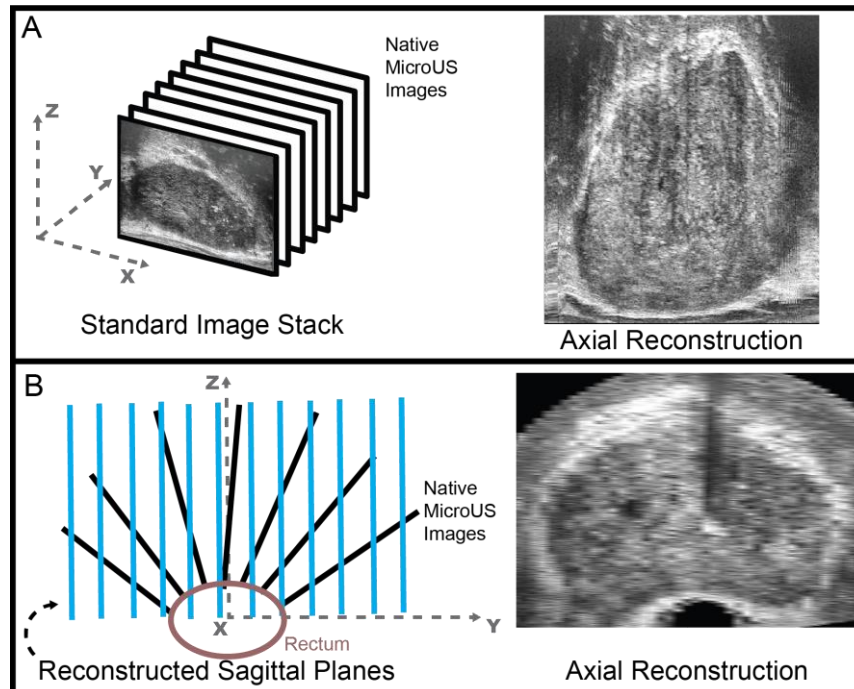 A
Native
MicroUS
Images
Z
Y
X
Standard Image Stack
Axial Reconstruction
B
Z
Native
MicroUS
Images
X
Y
Rectum
Reconstructed Sagittal Planes
Axial Reconstruction